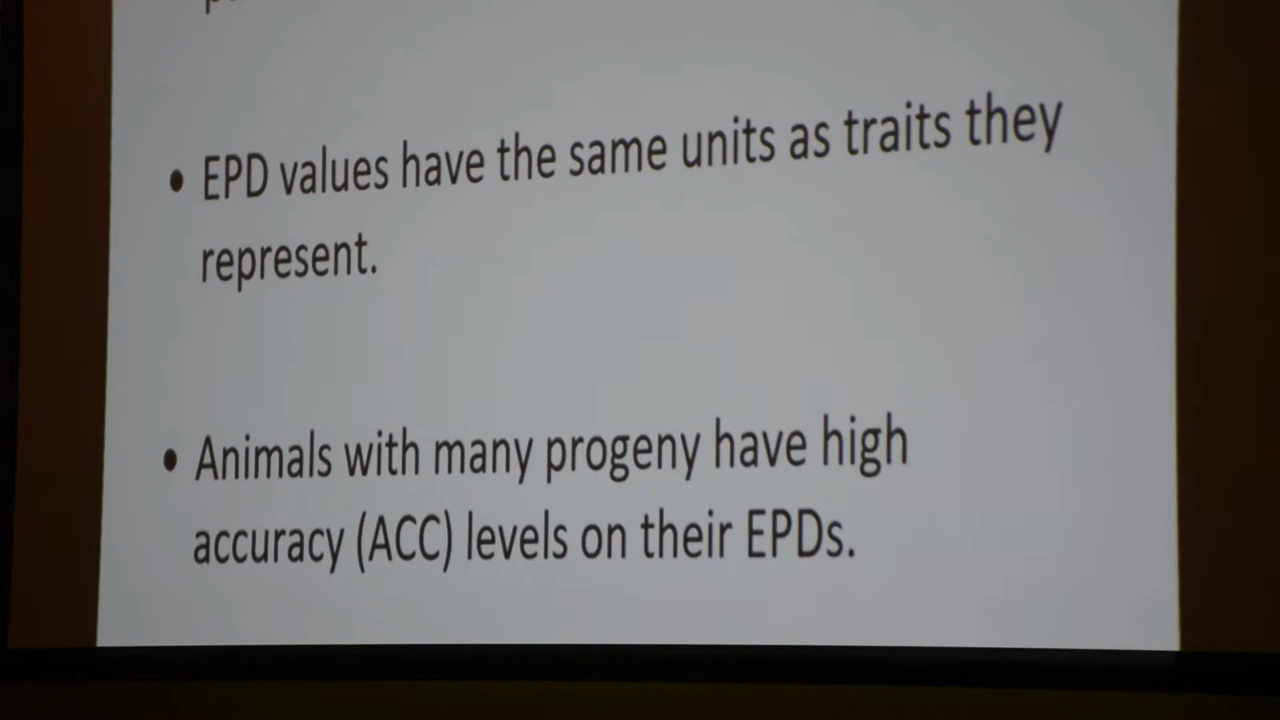 • EPD values have the same units as traits they
represent.
• Animals with many progeny have high
accuracy (ACC) levels on their EPDs.